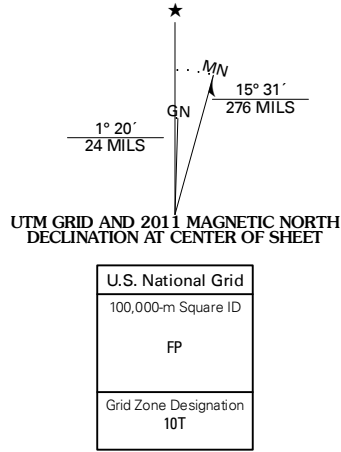 ★
MN
GN
15° 31´
276 MILS
1° 20´
24 MILS
UTM GRID AND 2011 MAGNETIC NORTH
DECLINATION AT CENTER OF SHEET
U.S. National Grid
100,000-m Square ID
FP
Grid Zone Designation
10T